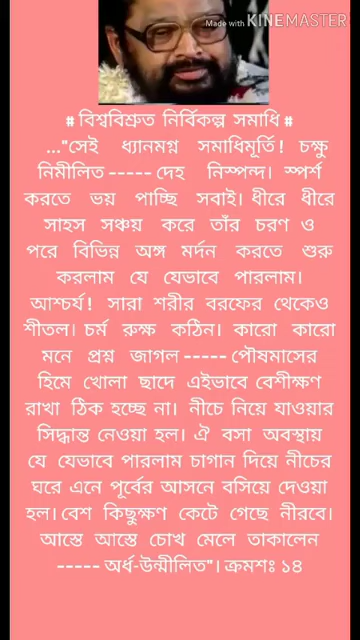 Made with KINEMASTER
# বিশ্ববিশ্রুত নির্বিকল্প সমাধি #
..."সেই ধ্যানমগ্ন সমাধিমূর্তি! চক্ষু
নিমীলিত ----- দেহ নিস্পন্দ। স্পর্শ
করতে ভয় পাচ্ছি সবাই। ধীরে ধীরে
সাহস সঞ্চয় করে তাঁর চরণ ও
পরে বিভিন্ন অঙ্গ মর্দন করতে শুরু
করলাম যে যেভাবে পারলাম।
আশ্চর্য! সারা শরীর বরফের থেকেও
শীতল। চর্ম রুক্ষ কঠিন। কারো কারো
মনে প্রশ্ন জাগল ----- পৌষমাসের
হিমে খোলা ছাদে এইভাবে বেশীক্ষণ
রাখা ঠিক হচ্ছে না। নীচে নিয়ে যাওয়ার
সিদ্ধান্ত নেওয়া হল। ঐ বসা অবস্থায়
যে যেভাবে পারলাম চাগান দিয়ে নীচের
ঘরে এনে পূর্বের আসনে বসিয়ে দেওয়া
হল। বেশ কিছুক্ষণ কেটে গেছে নীরবে।
আস্তে আস্তে চোখ মেলে তাকালেন
----- অর্ধ-উন্মীলিত"। ক্রমশঃ ১৪